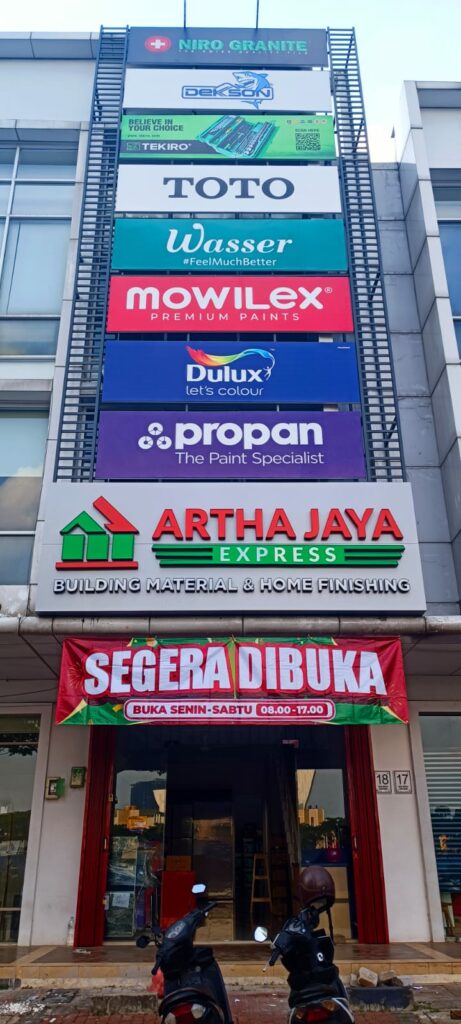 NIRO GRANITE
DEKSON
BELIEVE IN
YOUR CHOICE
SCAN HERE
TEKIRO®
TOTO
Wasser
#FeelMuchBetter
MOWILEX®
PREMIUM PAINTS
Dulux
let's colour
propan
The Paint Specialist
ARTHA JAYA
EXPRESS
BUILDING MATERIAL & HOME FINISHING
SEGERA DIBUKA
BUKA SENIN-SABTU 08.00-17.00
18 17